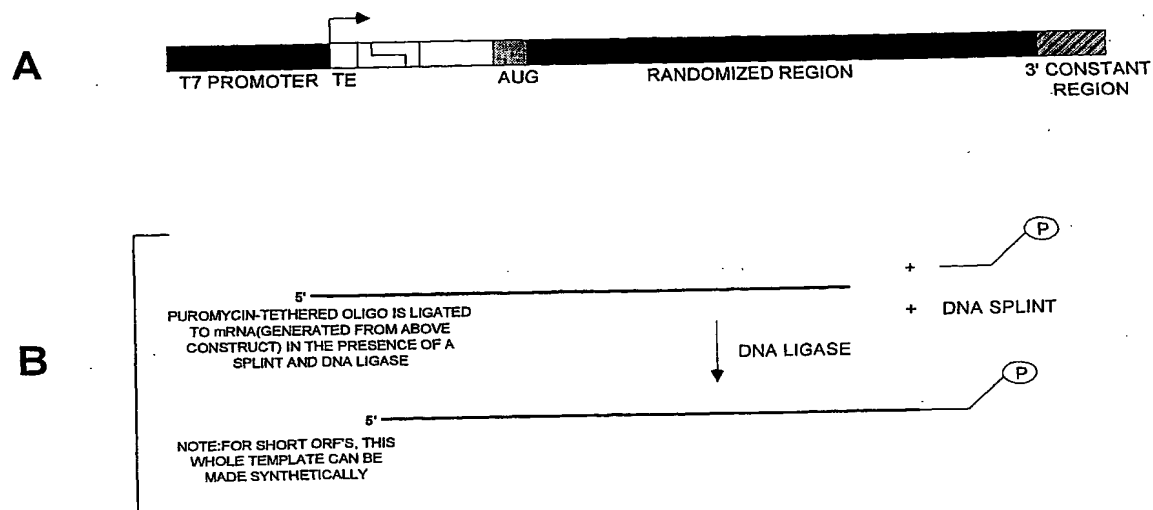 A
T7 PROMOTER TE AUG RANDOMIZED REGION 3' CONSTANT
REGION
P
+
5'
PUROMYCIN-TETHERED OLIGO IS LIGATED
TO mRNA(GENERATED FROM ABOVE
CONSTRUCT) IN THE PRESENCE OF A
SPLINT AND DNA LIGASE
+ DNA SPLINT
DNA LIGASE
B
P
5'
NOTE:FOR SHORT ORF'S, THIS
WHOLE TEMPLATE CAN BE
MADE SYNTHETICALLY